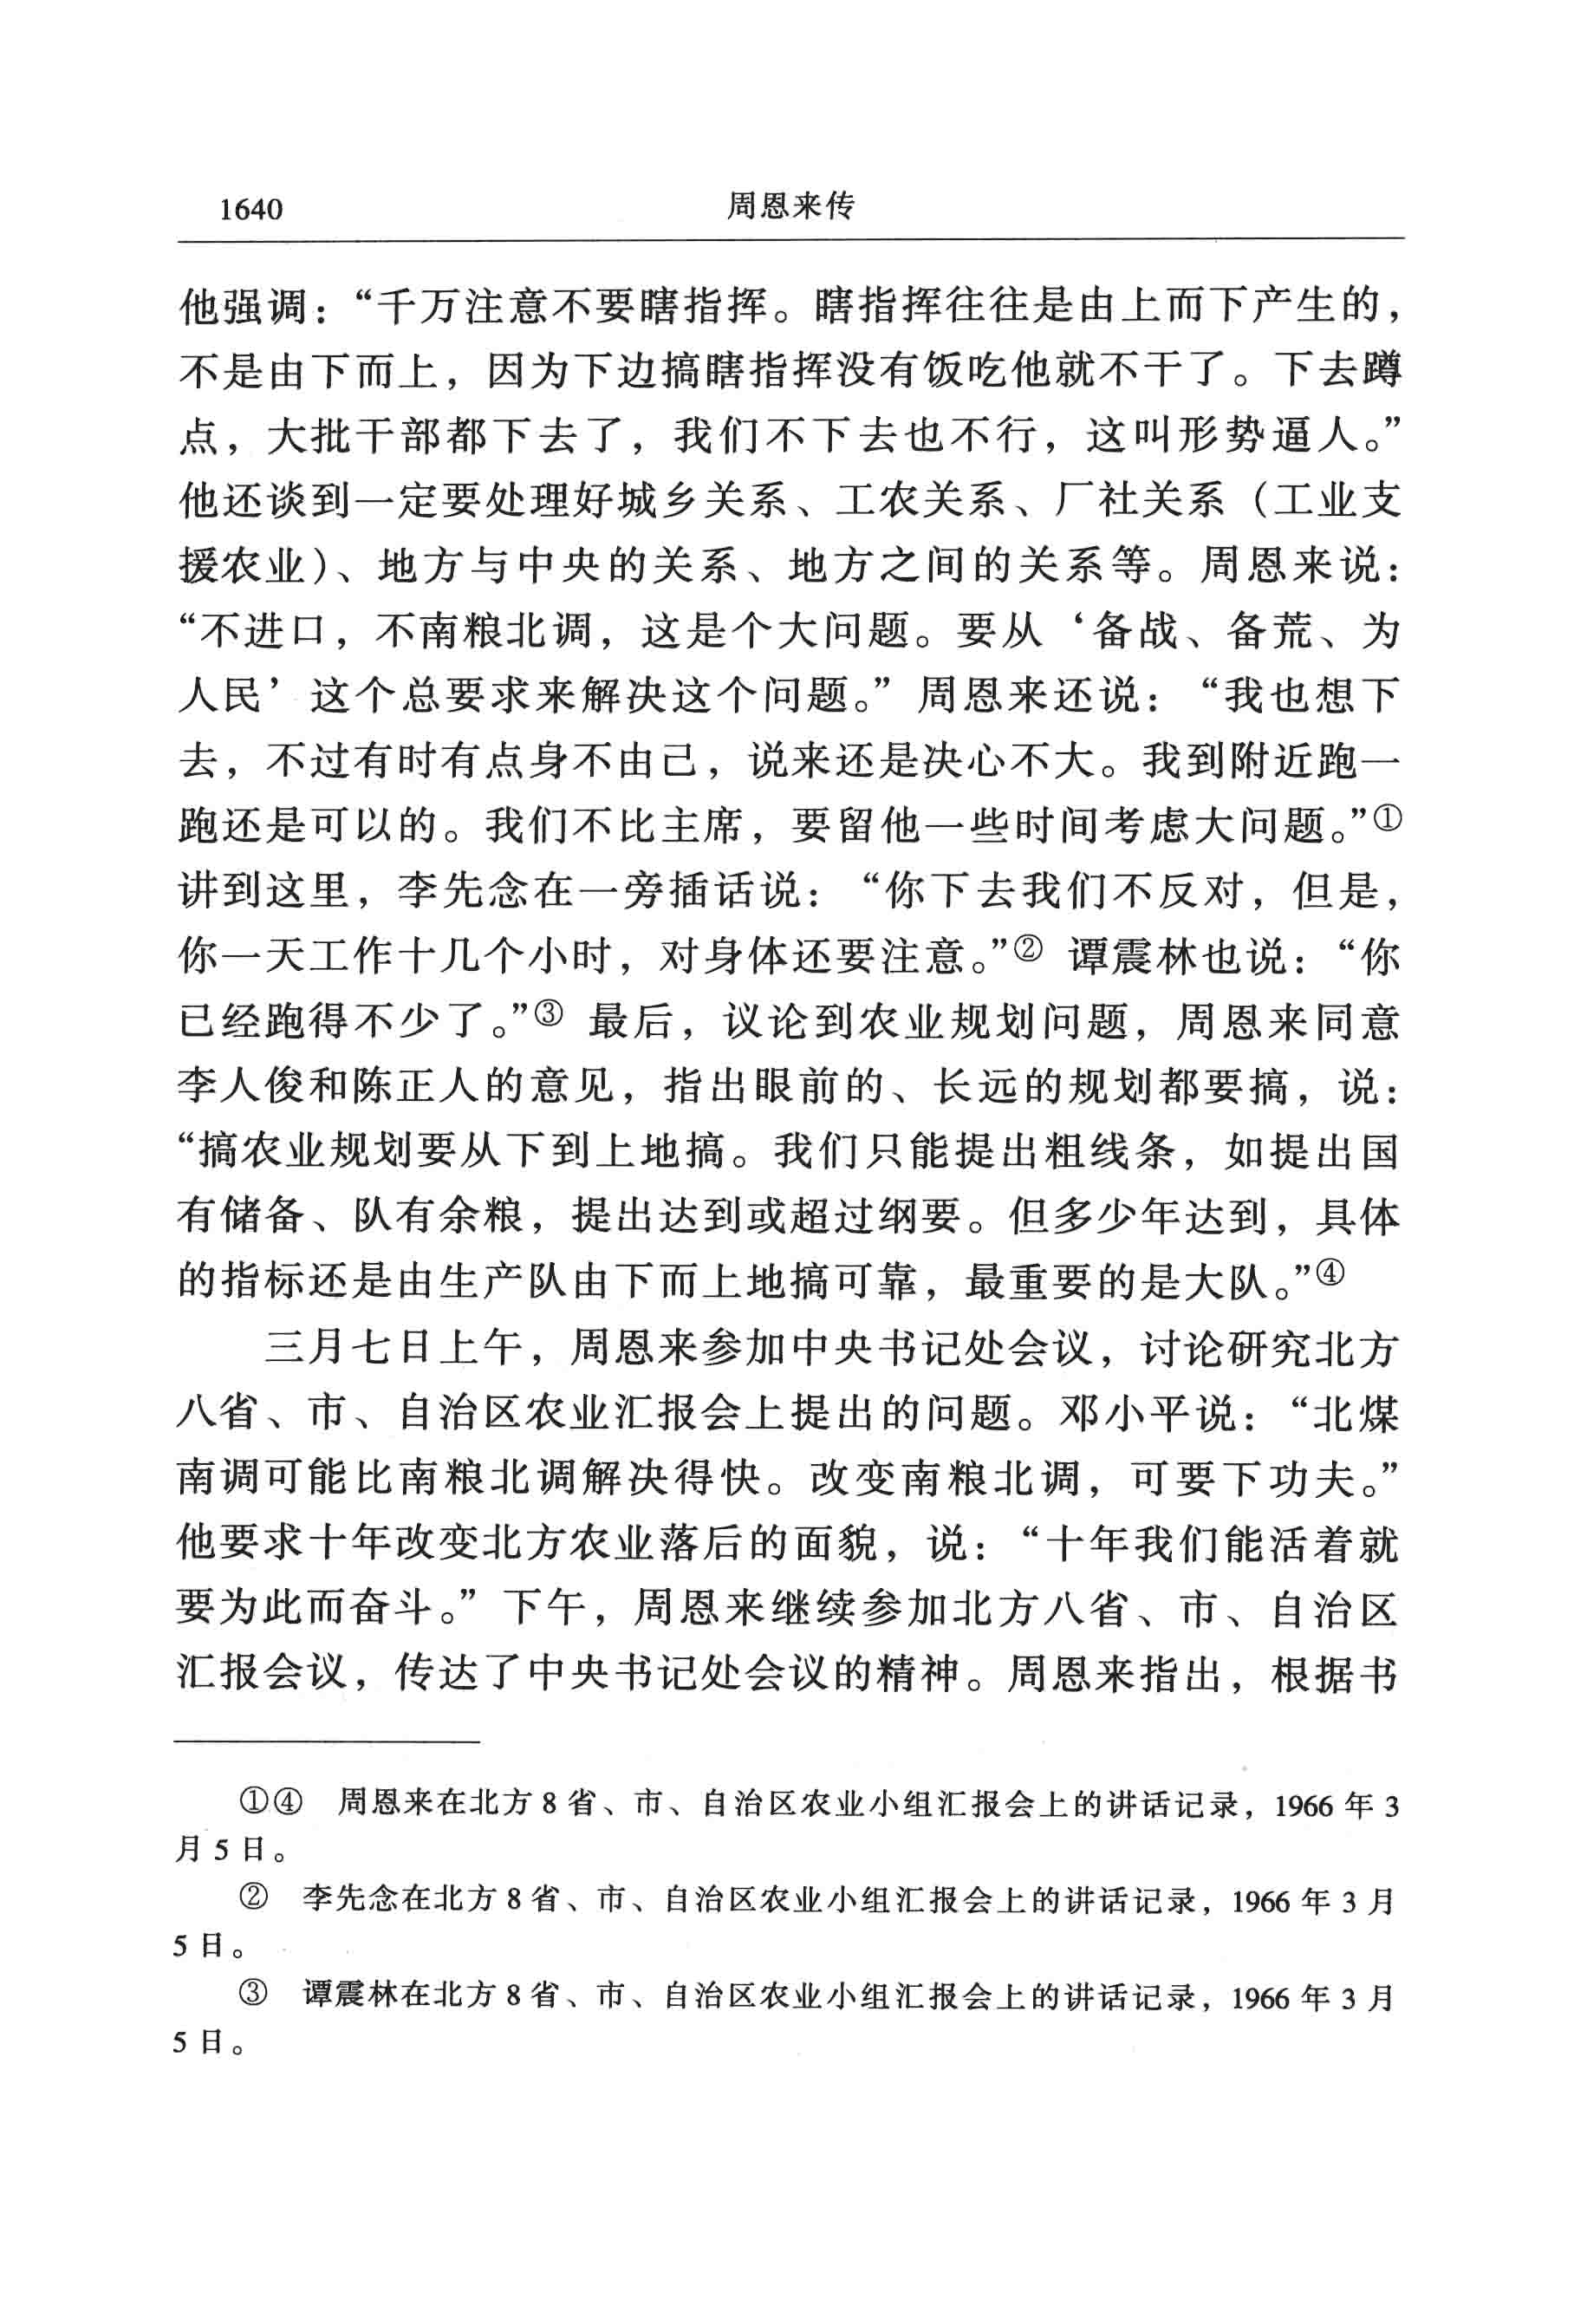 1640 周恩来传
他强调：“千万注意不要瞎指挥。瞎指挥往往是由上而下产生的，
不是由下而上，因为下边搞瞎指挥没有饭吃他就不干了。下去蹲
点，大批干部都下去了，我们不下去也不行，这叫形势逼人。”
他还谈到一定要处理好城乡关系、工农关系、厂社关系（工业支
援农业）、地方与中央的关系、地方之间的关系等。周恩来说：
“不进口，不南粮北调，这是个大问题。要从‘备战、备荒、为
人民’这个总要求来解决这个问题。”周恩来还说：“我也想下
去，不过有时有点身不由己，说来还是决心不大。我到附近跑一
跑还是可以的。我们不比主席，要留他一些时间考虑大问题。”①
讲到这里，李先念在一旁插话说：“你下去我们不反对，但是，
你一天工作十几个小时，对身体还要注意。”② 谭震林也说：“你
已经跑得不少了。”③ 最后，议论到农业规划问题，周恩来同意
李人俊和陈正人的意见，指出眼前的、长远的规划都要搞，说：
“搞农业规划要从下到上地搞。我们只能提出粗线条，如提出国
有储备、队有余粮，提出达到或超过纲要。但多少年达到，具体
的指标还是由生产队由下而上地搞可靠，最重要的是大队。”④
三月七日上午，周恩来参加中央书记处会议，讨论研究北方
八省、市、自治区农业汇报会上提出的问题。邓小平说：“北煤
南调可能比南粮北调解决得快。改变南粮北调，可要下功夫。”
他要求十年改变北方农业落后的面貌，说：“十年我们能活着就
要为此而奋斗。”下午，周恩来继续参加北方八省、市、自治区
汇报会议，传达了中央书记处会议的精神。周恩来指出，根据书
①④ 周恩来在北方 8 省、市、自治区农业小组汇报会上的讲话记录，1966 年 3
月 5 日。
② 李先念在北方 8 省、市、自治区农业小组汇报会上的讲话记录，1966 年 3 月
5 日。
③ 谭震林在北方 8 省、市、自治区农业小组汇报会上的讲话记录，1966 年 3 月
5 日。